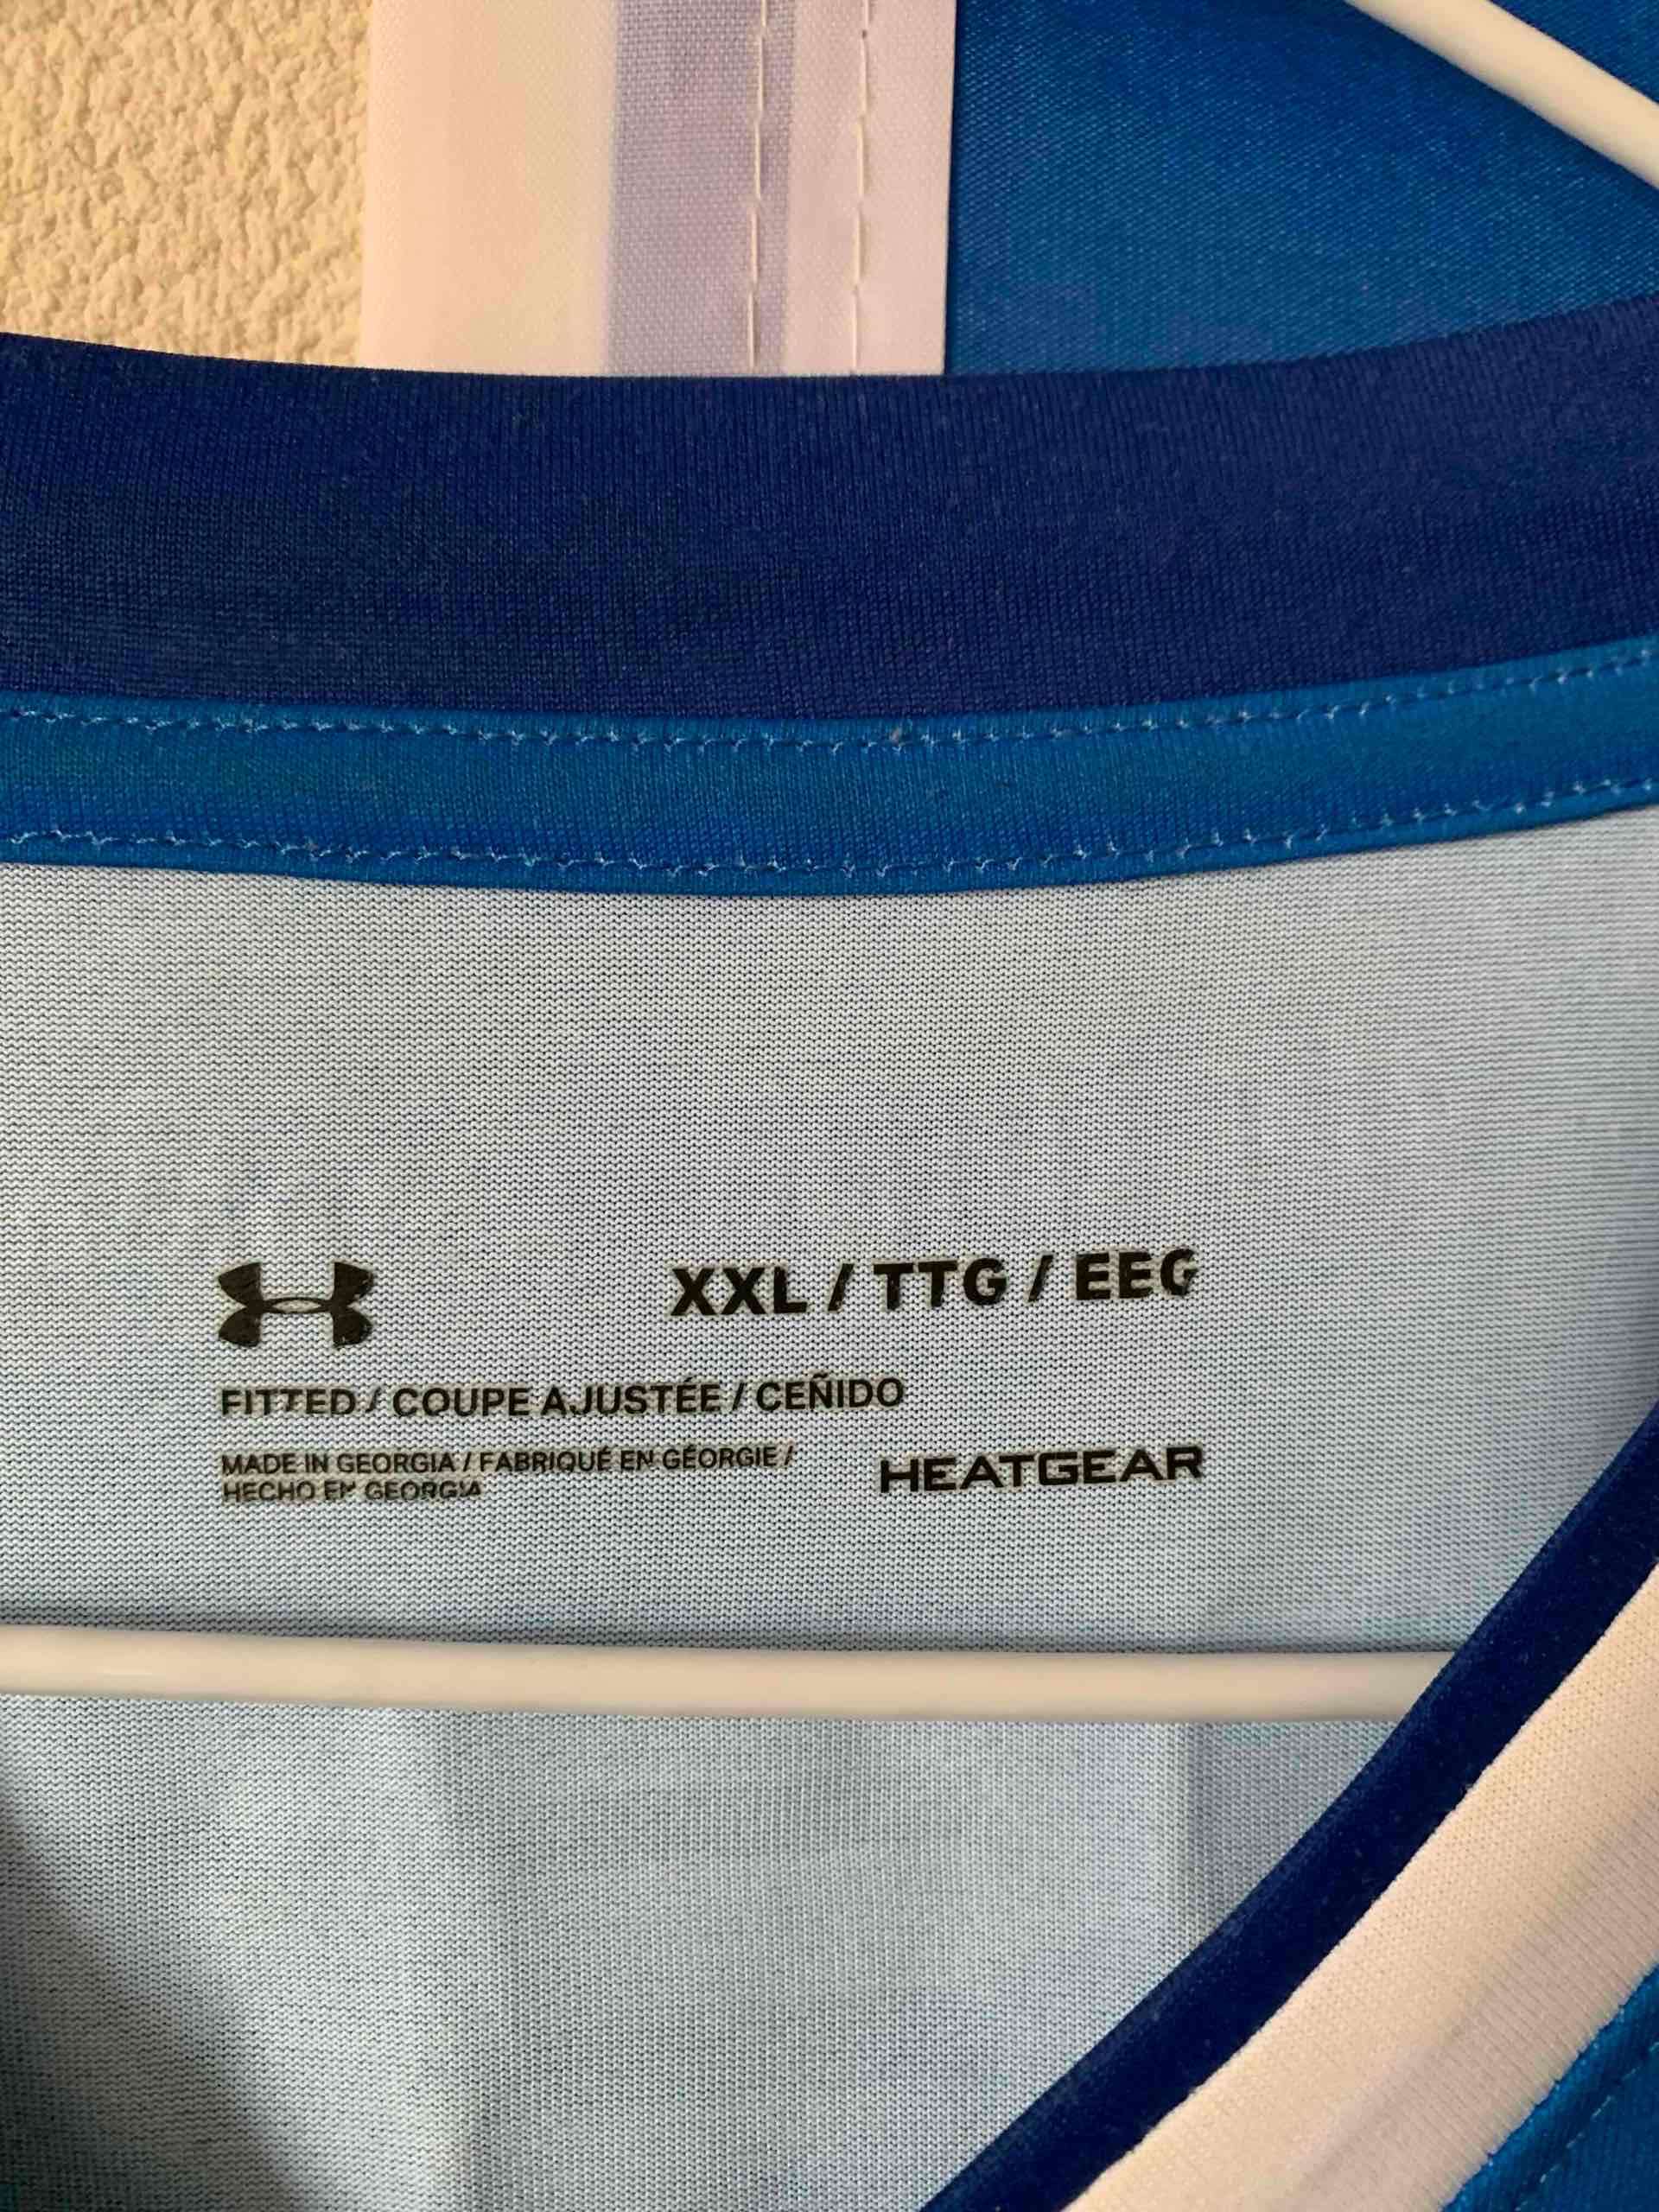 XXL / TTG / EEG
FITTED / COUPE AJUSTÉE / CEÑIDO
MADE IN GEORGIA / FABRIQUÉ EN GÉORGIE /
HECHO EN GEORGIA
HEATGEAR